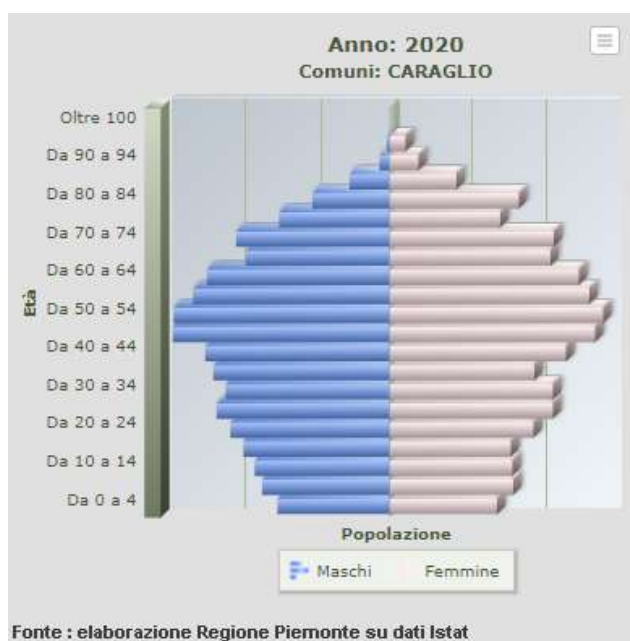 Anno: 2020
Comuni: CARAGLIO
Oltre 100
Da 90 a 94
Da 80 a 84
Da 70 a 74
Da 60 a 64
Età
Da 50 a 54
Da 40 a 44
Da 30 a 34
Da 20 a 24
Da 10 a 14
Da 0 a 4
Popolazione
Maschi Femmine
Fonte : elaborazione Regione Piemonte su dati Istat